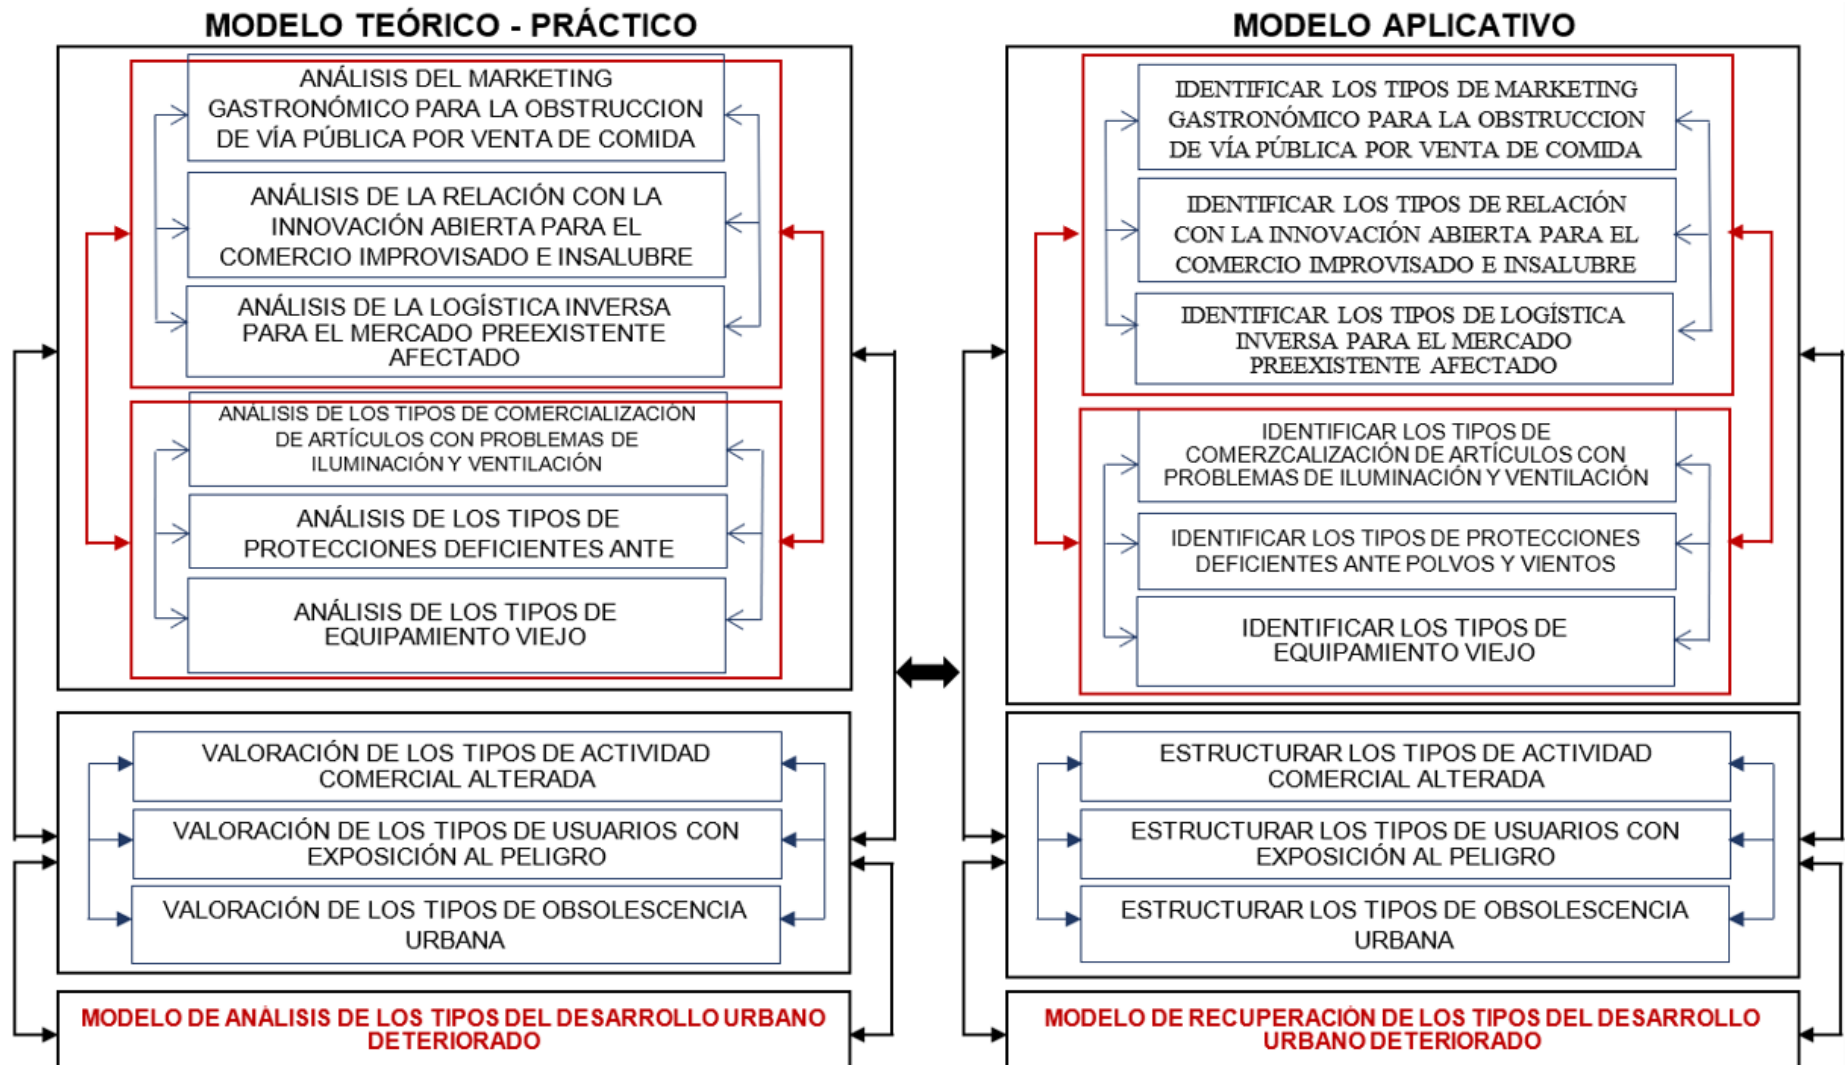 MODELO TEÓRICO - PRÁCTICO
ANÁLISIS DEL MARKETING
GASTRONÓMICO PARA LA OBSTRUCCION
DE VÍA PÚBLICA POR VENTA DE COMIDA
ANÁLISIS DE LA RELACIÓN CON LA
INNOVACIÓN ABIERTA PARA EL
COMERCIO IMPROVISADO E INSALUBRE
ANÁLISIS DE LA LOGÍSTICA INVERSA
PARA EL MERCADO PREEXISTENTE
AFECTADO
ANÁLISIS DE LOS TIPOS DE COMERCIALIZACIÓN
DE ARTÍCULOS CON PROBLEMAS DE
ILUMINACIÓN Y VENTILACIÓN
ANÁLISIS DE LOS TIPOS DE
PROTECCIONES DEFICIENTES ANTE
ANÁLISIS DE LOS TIPOS DE
EQUIPAMIENTO VIEJO
VALORACIÓN DE LOS TIPOS DE ACTIVIDAD
COMERCIAL ALTERADA
VALORACIÓN DE LOS TIPOS DE USUARIOS CON
EXPOSICIÓN AL PELIGRO
VALORACIÓN DE LOS TIPOS DE OBSOLESCENCIA
URBANA
MODELO DE ANÁLISIS DE LOS TIPOS DEL DESARROLLO URBANO
DETERIORADO
MODELO APLICATIVO
IDENTIFICAR LOS TIPOS DE MARKETING
GASTRONÓMICO PARA LA OBSTRUCCION
DE VÍA PÚBLICA POR VENTA DE COMIDA
IDENTIFICAR LOS TIPOS DE RELACIÓN
CON LA INNOVACIÓN ABIERTA PARA EL
COMERCIO IMPROVISADO E INSALUBRE
IDENTIFICAR LOS TIPOS DE LOGÍSTICA
INVERSA PARA EL MERCADO
PREEXISTENTE AFECTADO
IDENTIFICAR LOS TIPOS DE
COMERZCALIZACIÓN DE ARTÍCULOS CON
PROBLEMAS DE ILUMINACIÓN Y VENTILACIÓN
IDENTIFICAR LOS TIPOS DE PROTECCIONES
DEFICIENTES ANTE POLVOS Y VIENTOS
IDENTIFICAR LOS TIPOS DE
EQUIPAMIENTO VIEJO
ESTRUCTURAR LOS TIPOS DE ACTIVIDAD
COMERCIAL ALTERADA
ESTRUCTURAR LOS TIPOS DE USUARIOS CON
EXPOSICIÓN AL PELIGRO
ESTRUCTURAR LOS TIPOS DE OBSOLESCENCIA
URBANA
MODELO DE RECUPERACIÓN DE LOS TIPOS DEL DESARROLLO
URBANO DETERIORADO